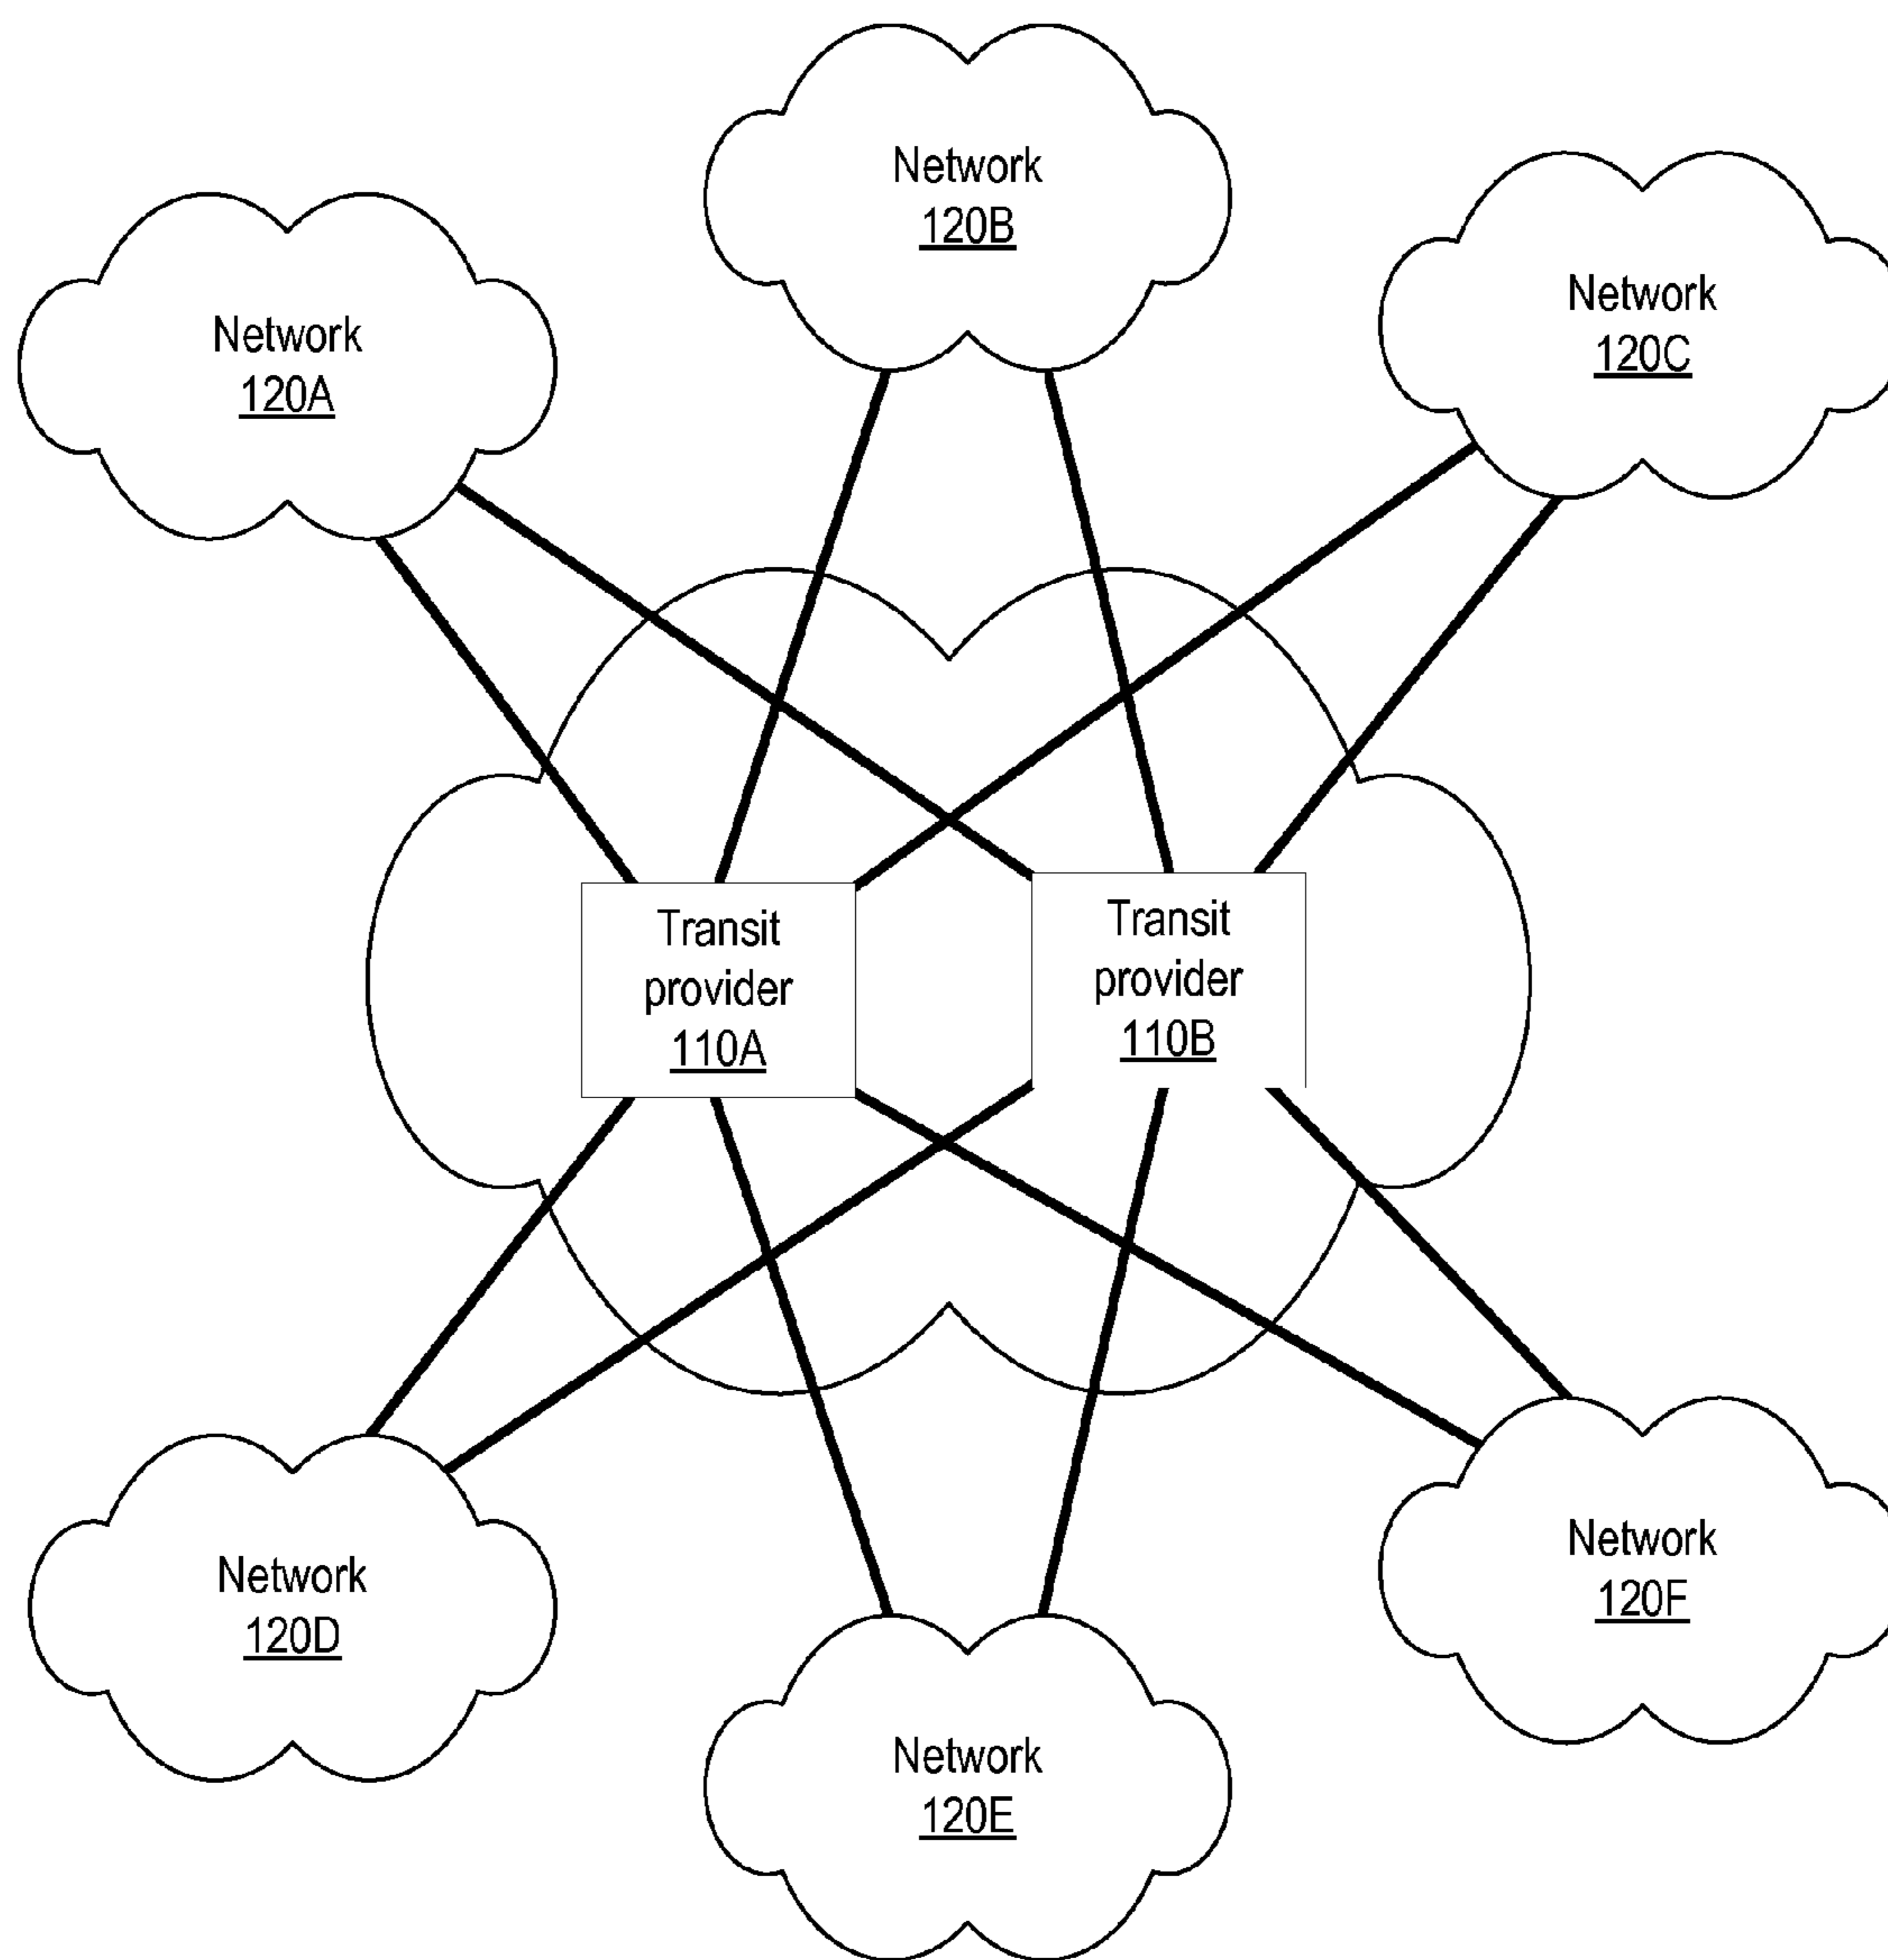 Network
120B
Network
120C
Network
120A
Transit
provider
110A
Transit
provider
110B
Network
120D
Network
120F
Network
120E